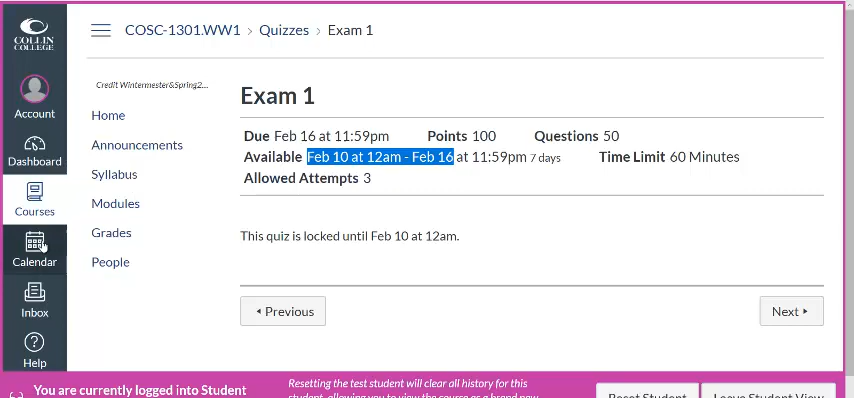 COLLIN
COLLEGE
Account
Dashboard
Courses
Calendar
Inbox
Help
COSC-1301.WW1 › Quizzes › Exam 1
Credit Wintermester&Spring2...
Home
Announcements
Syllabus
Modules
Grades
People
Exam 1
Due Feb 16 at 11:59pm Points 100 Questions 50
Available Feb 10 at 12am - Feb 16 at 11:59pm 7 days Time Limit 60 Minutes
Allowed Attempts 3
This quiz is locked until Feb 10 at 12am.
Previous
Next
You are currently logged into Student
Resetting the test student will clear all history for this
student, allowing you to view the course as a brand new
Reset Student
Leave Student View